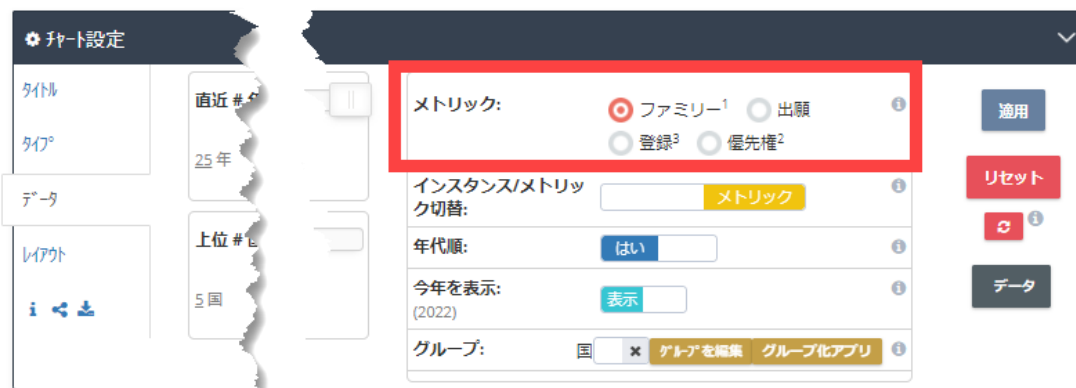 チャート設定
タイトル
タイプ
データ
レイアウト
直近 #
25 年
上位 #
5 国
メトリック:
ファミリー¹ 出願
登録³ 優先権²
インスタンス/メトリッ
ク切替:
メトリック
年代順:
はい
今年を表示:
(2022)
表示
グループ:
国
グループを編集 グループ化アプリ
適用
リセット
データ